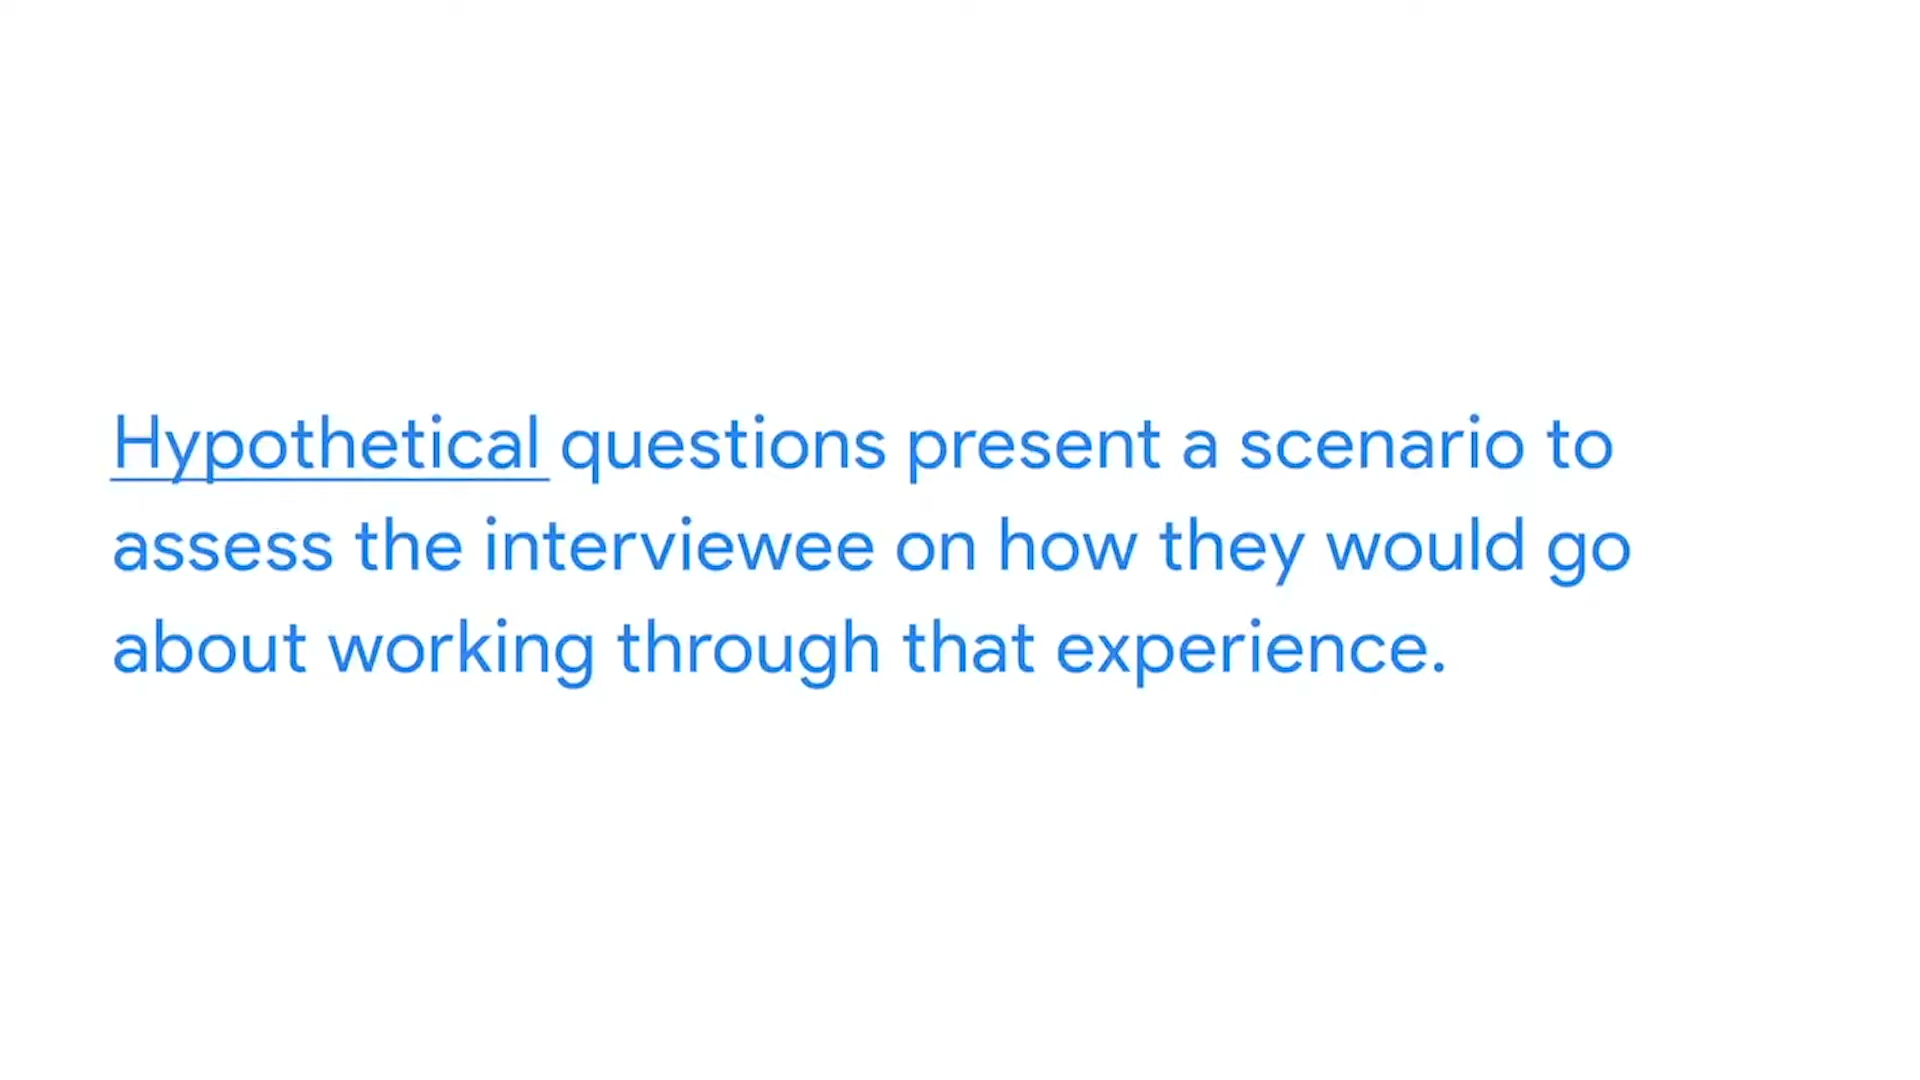 Hypothetical questions present a scenario to
assess the interviewee on how they would go
about working through that experience.